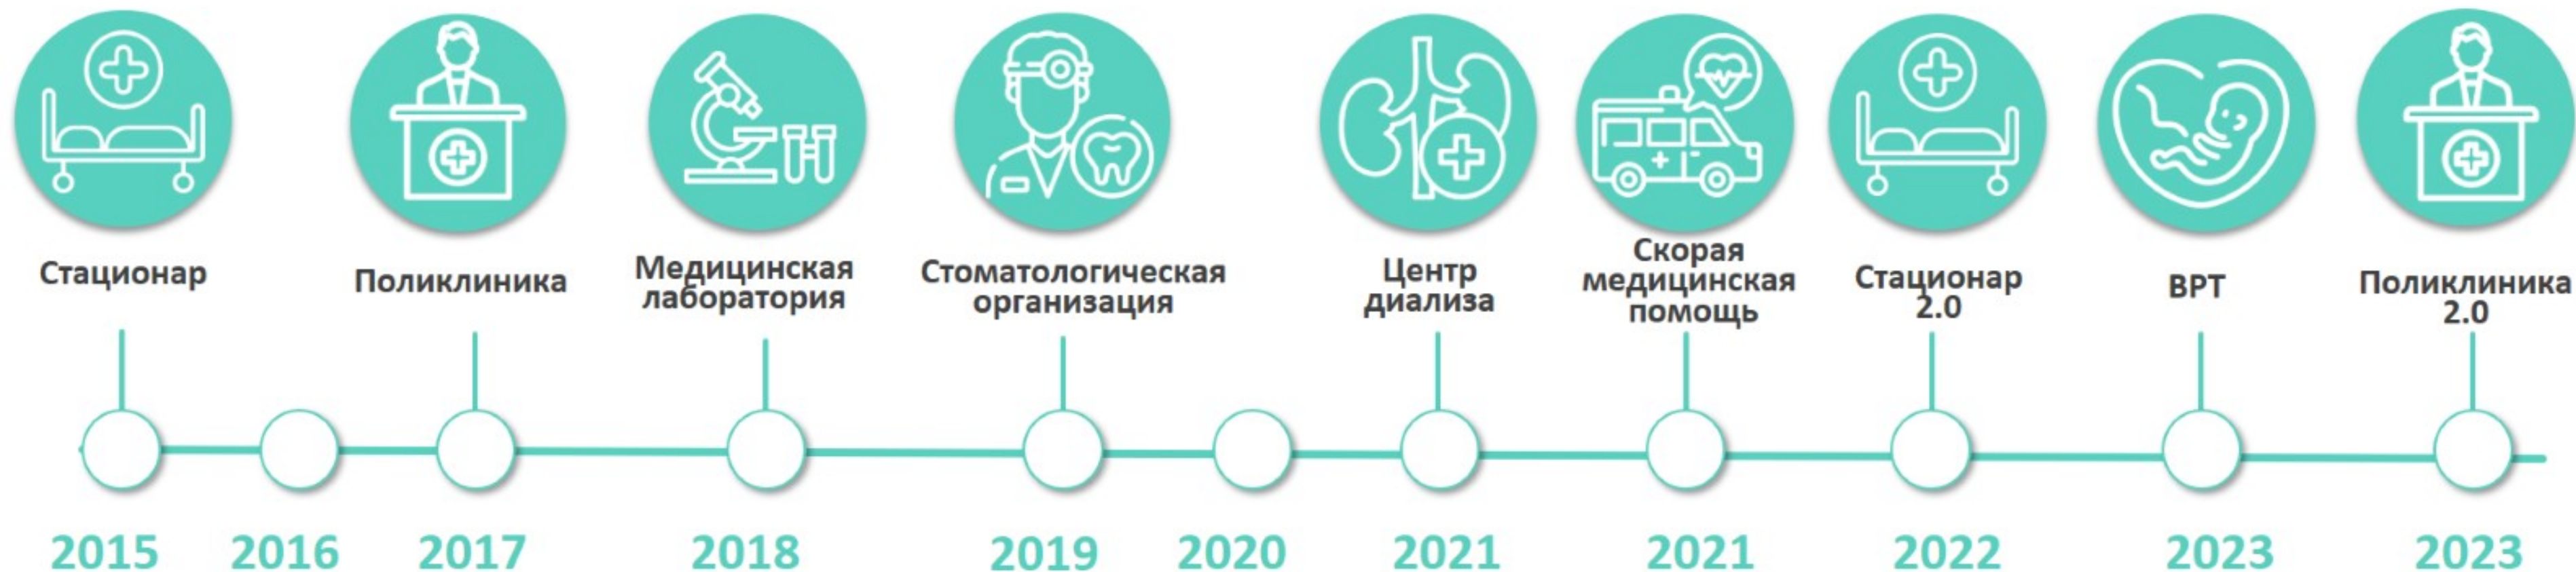 Стационар
Поликлиника
Медицинская
лаборатория
Стоматологическая
организация
Центр
диализа
Скорая
медицинская
помощь
Стационар
2.0
ВРТ
Поликлиника
2.0
2015
2016
2017
2018
2019
2020
2021
2021
2022
2023
2023